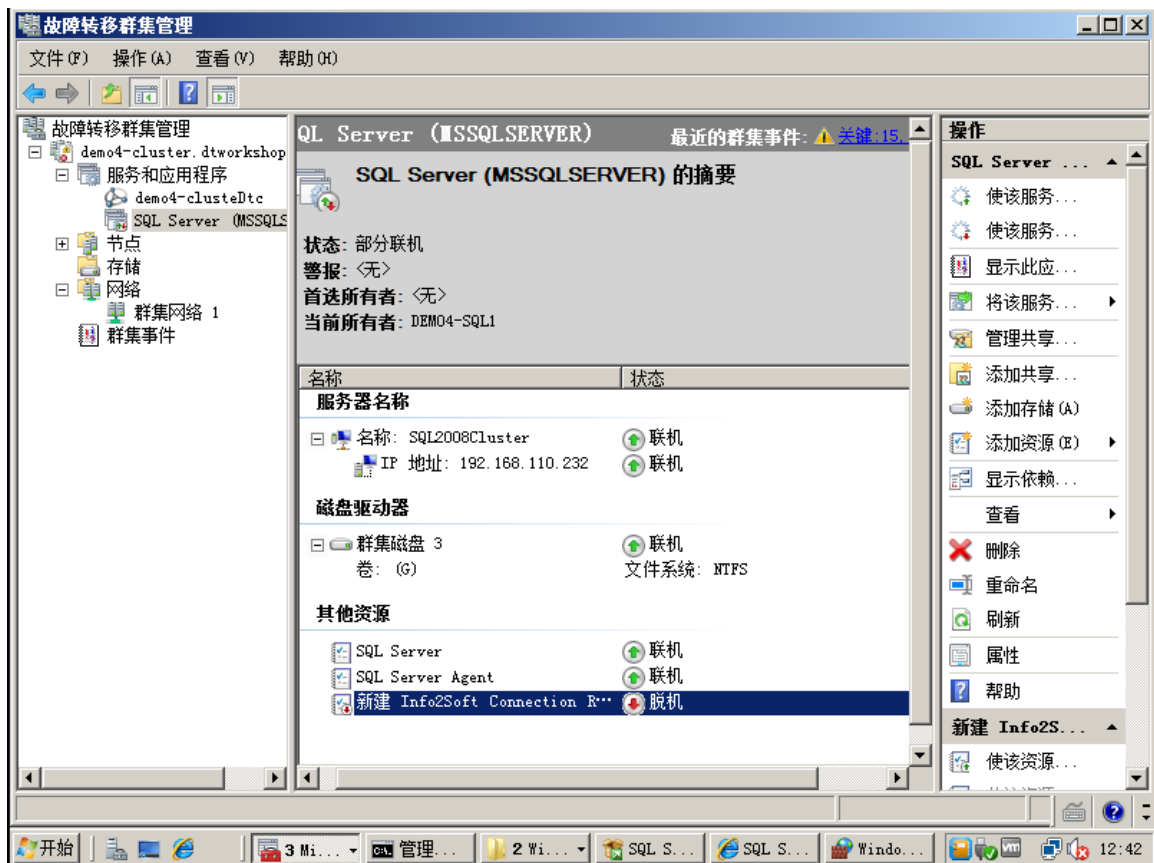 故障转移群集管理
文件(F) 操作(A) 查看(V) 帮助(H)
故障转移群集管理
demo4-cluster.dtworkshop
服务和应用程序
demo4-clusteDtc
SQL Server (MSSQLS
节点
存储
网络
群集网络 1
群集事件
QL Server (MSSQLSERVER) 最近的群集事件: 关键:15,
SQL Server (MSSQLSERVER) 的摘要
状态: 部分联机
警报: <无>
首选所有者: <无>
当前所有者: DEMO4-SQL1
名称 状态
服务器名称
名称: SQL2008Cluster 联机
IP 地址: 192.168.110.232 联机
磁盘驱动器
群集磁盘 3 联机
卷: (G) 文件系统: NTFS
其他资源
SQL Server 联机
SQL Server Agent 联机
新建 Info2Soft Connection R... 脱机
操作
SQL Server ...
使该服务...
使该服务...
显示此应...
将该服务...
管理共享...
添加共享...
添加存储(A)
添加资源(E)
显示依赖...
查看
删除
重命名
刷新
属性
帮助
新建 Info2S...
使该资源...
开始 3 Mi... 管理... 2 Wi... SQL S... SQL S... Windo... 12:42